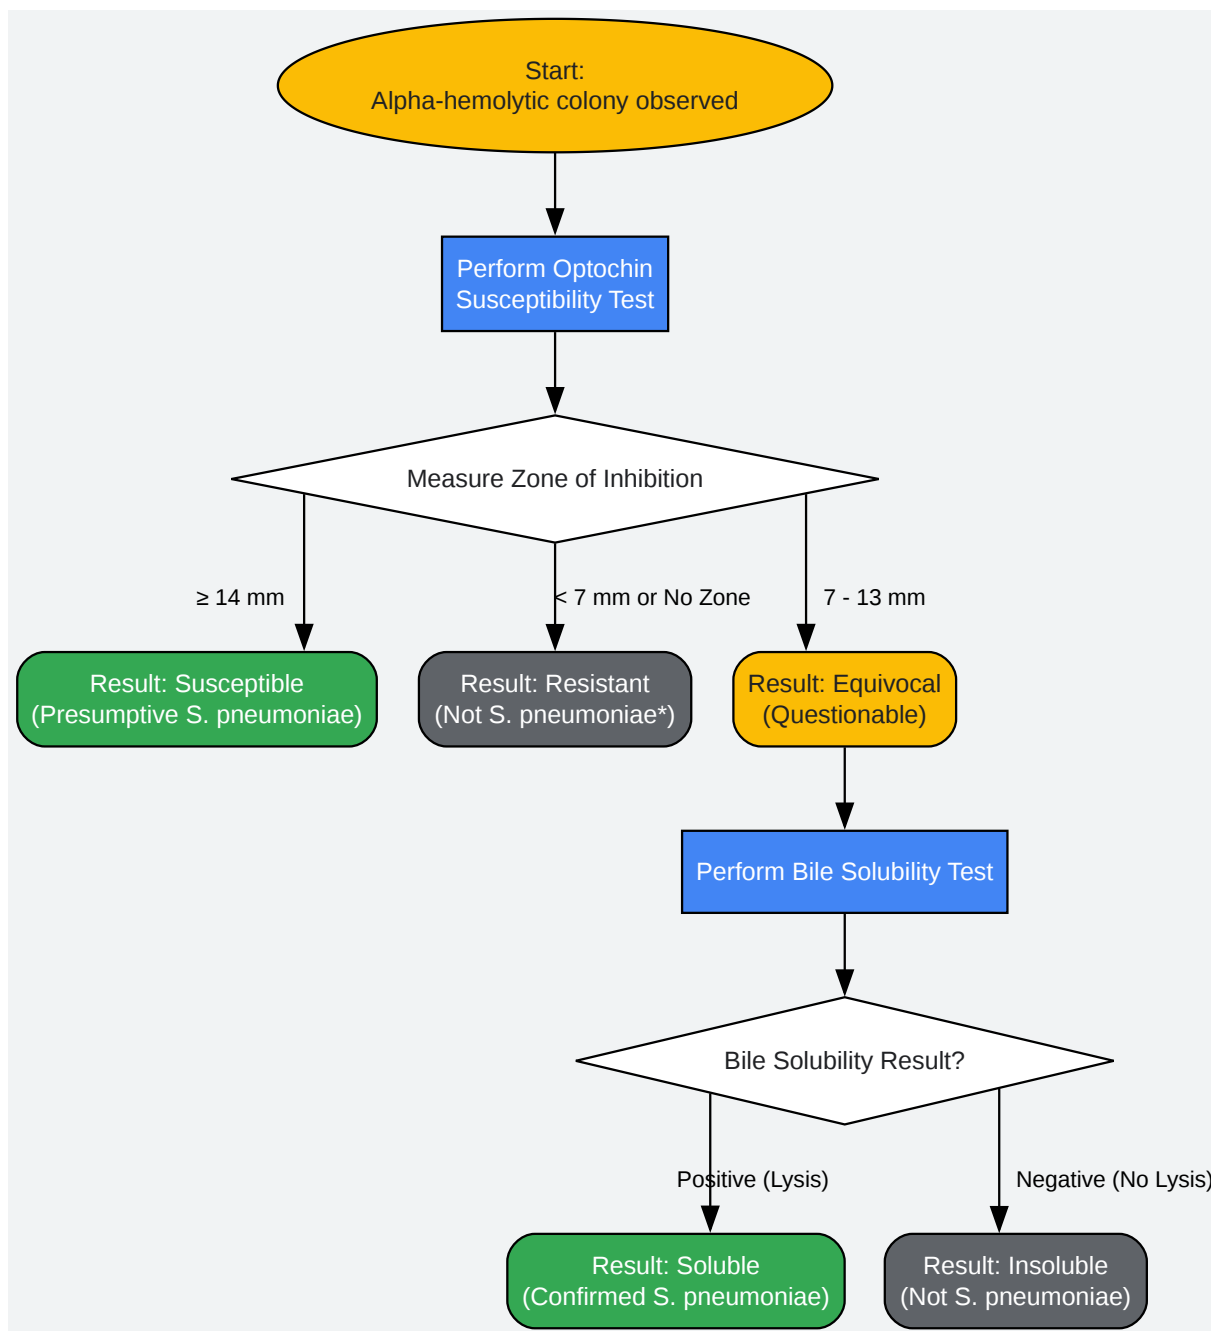 Start:
Alpha-hemolytic colony observed
Perform Optochin
Susceptibility Test
Measure Zone of Inhibition
≥ 14 mm
< 7 mm or No Zone
7 - 13 mm
Result: Susceptible
(Presumptive S. pneumoniae)
Result: Resistant
(Not S. pneumoniae*)
Result: Equivocal
(Questionable)
Perform Bile Solubility Test
Bile Solubility Result?
Positive (Lysis)
Negative (No Lysis)
Result: Soluble
(Confirmed S. pneumoniae)
Result: Insoluble
(Not S. pneumoniae)